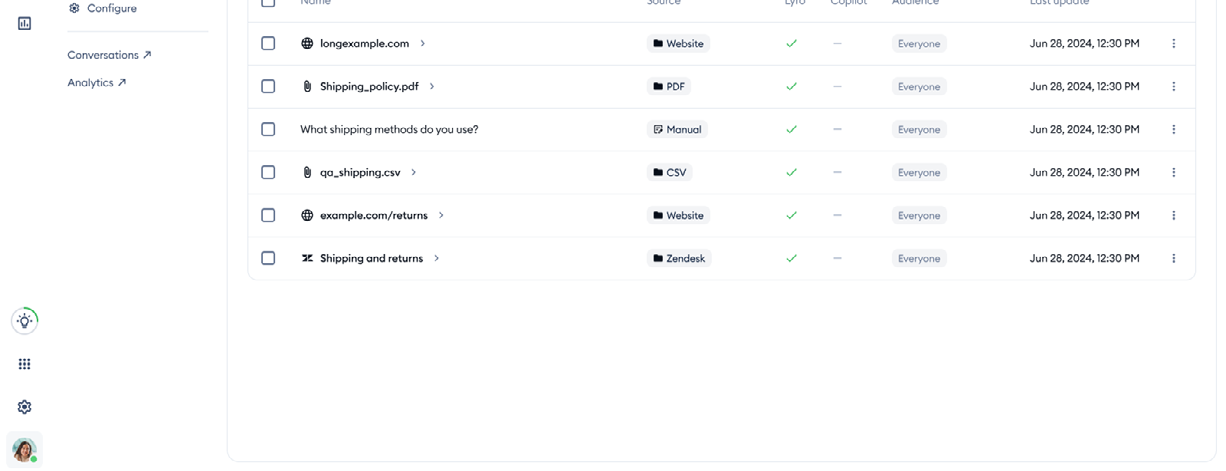 Configure
Name Source Lyro Copilot Audience Last update
longexample.com Website Everyone Jun 28, 2024, 12:30 PM
Conversations
Analytics
Shipping_policy.pdf PDF Everyone Jun 28, 2024, 12:30 PM
What shipping methods do you use? Manual Everyone Jun 28, 2024, 12:30 PM
qa_shipping.csv CSV Everyone Jun 28, 2024, 12:30 PM
example.com/returns Website Everyone Jun 28, 2024, 12:30 PM
Shipping and returns Zendesk Everyone Jun 28, 2024, 12:30 PM